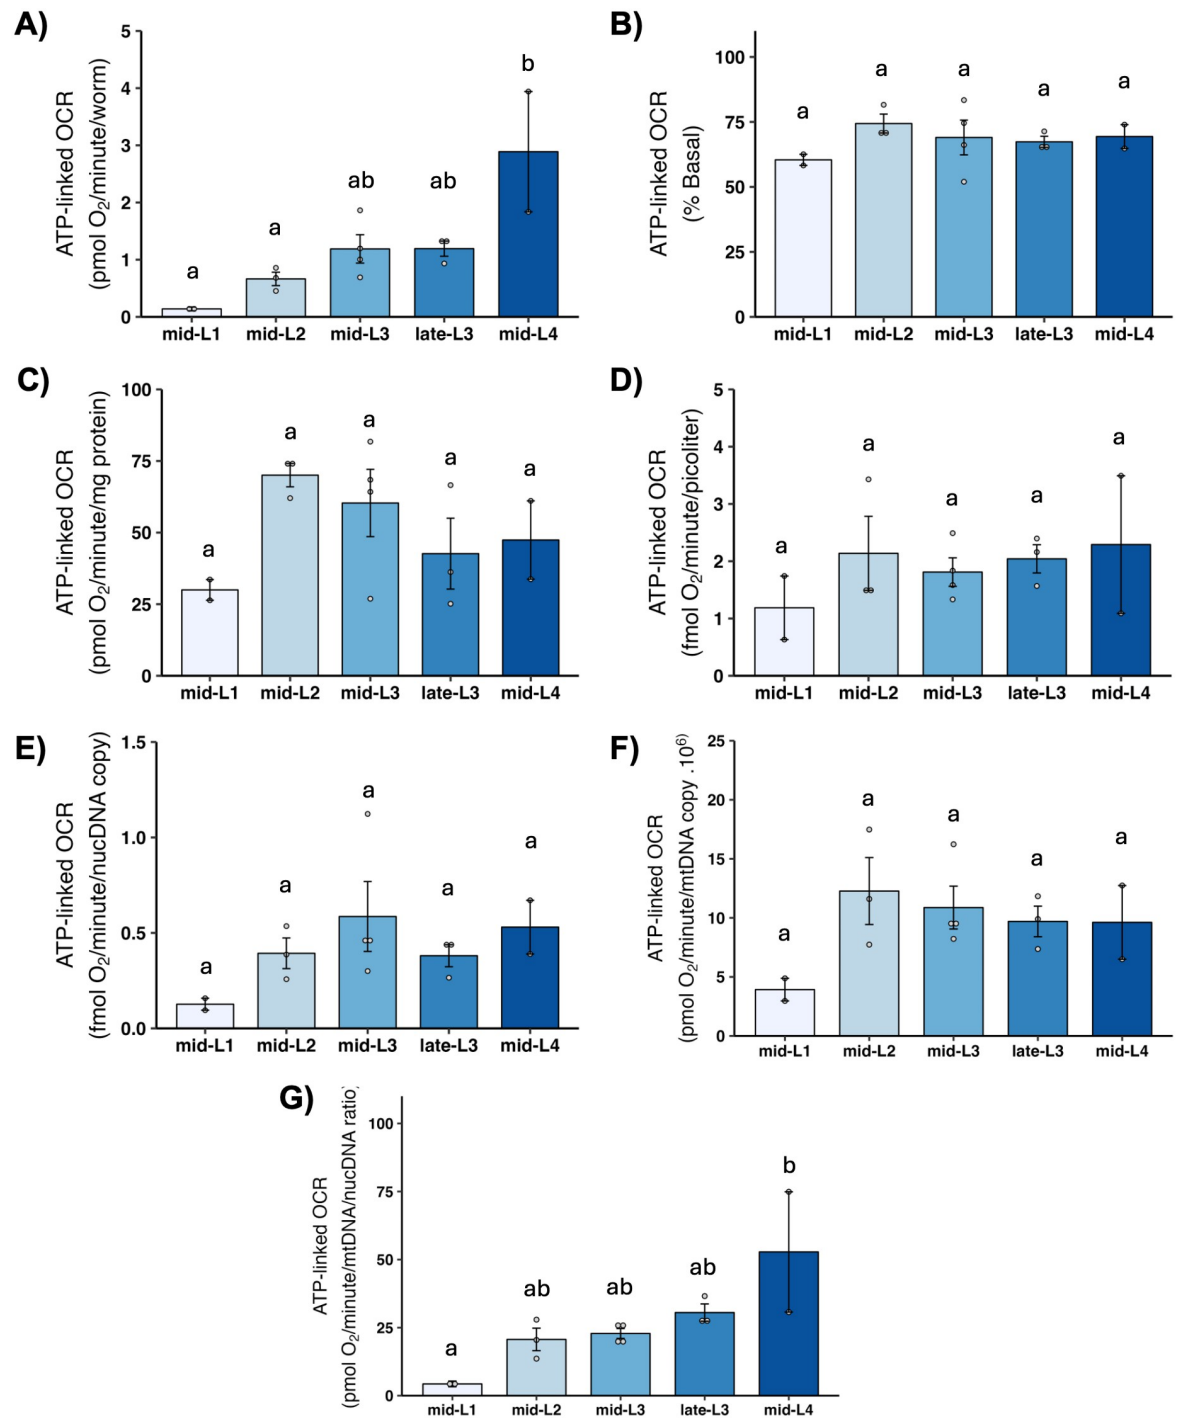 A)
ATP-linked OCR
(pmol O₂/minute/worm)
5
4
3
2
1
0
a
a
ab
ab
b
mid-L1 mid-L2 mid-L3 late-L3 mid-L4
B)
ATP-linked OCR
(% Basal)
100
75
50
25
0
a
a
a
a
a
mid-L1 mid-L2 mid-L3 late-L3 mid-L4
C)
ATP-linked OCR
(pmol O₂/minute/mg protein)
100
75
50
25
0
a
a
a
a
a
mid-L1 mid-L2 mid-L3 late-L3 mid-L4
D)
ATP-linked OCR
(fmol O₂/minute/picoliter)
5
4
3
2
1
0
a
a
a
a
a
mid-L1 mid-L2 mid-L3 late-L3 mid-L4
E)
ATP-linked OCR
(fmol O₂/minute/nucDNA copy)
1.5
1.0
0.5
0.0
a
a
a
a
a
mid-L1 mid-L2 mid-L3 late-L3 mid-L4
F)
ATP-linked OCR
(pmol O₂/minute/mtDNA copy .10⁶)
25
20
15
10
5
0
a
a
a
a
a
mid-L1 mid-L2 mid-L3 late-L3 mid-L4
G)
ATP-linked OCR
(pmol O₂/minute/mtDNA/nucDNA ratio)
100
75
50
25
0
a
ab
ab
ab
b
mid-L1 mid-L2 mid-L3 late-L3 mid-L4